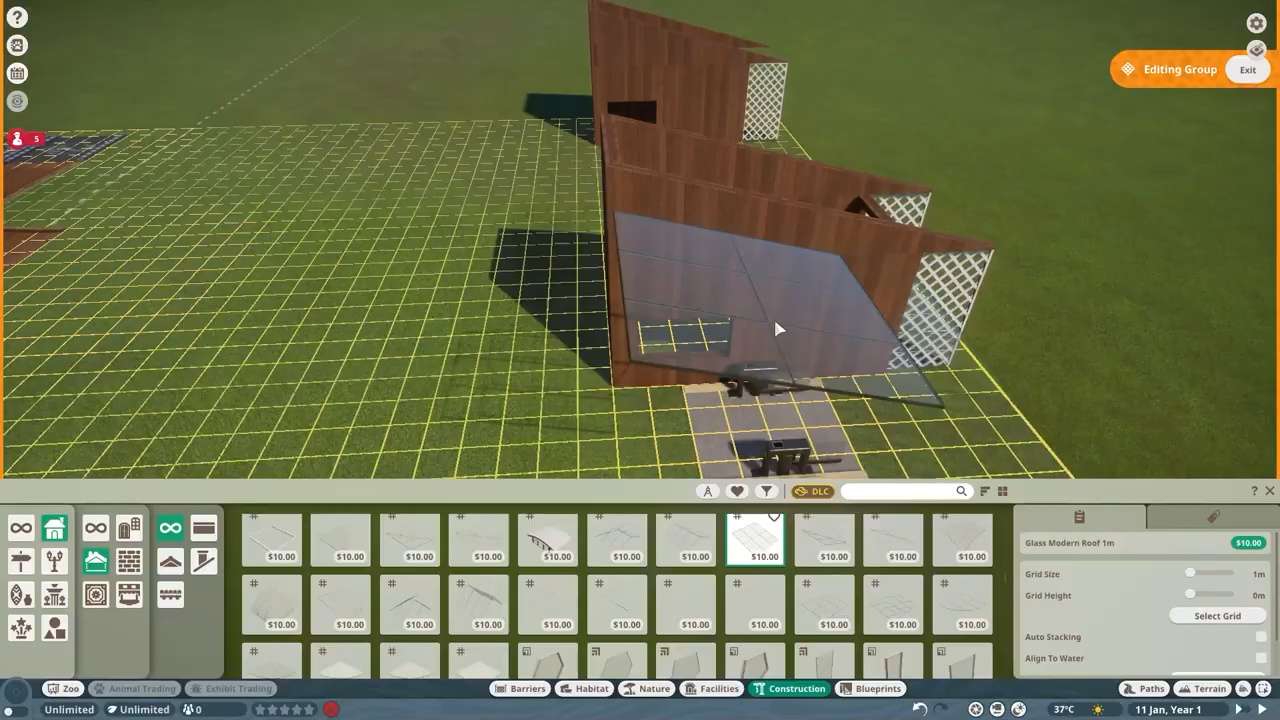 ?
Editing Group Exit
5
DLC
? ×
$10.00 $10.00 $10.00 $10.00 $10.00 $10.00 $10.00 $10.00 $10.00 $10.00 $10.00
$10.00 $10.00 $10.00 $10.00 $10.00 $10.00 $10.00 $10.00 $10.00 $10.00 $10.00
Glass Modern Roof 1m $10.00
Grid Size 1m
Grid Height 0m
Select Grid
Auto Stacking
Align To Water
Zoo Animal Trading Exhibit Trading Barriers Habitat Nature Facilities Construction Blueprints Paths Terrain
Unlimited Unlimited 0 37°C 11 Jan, Year 1